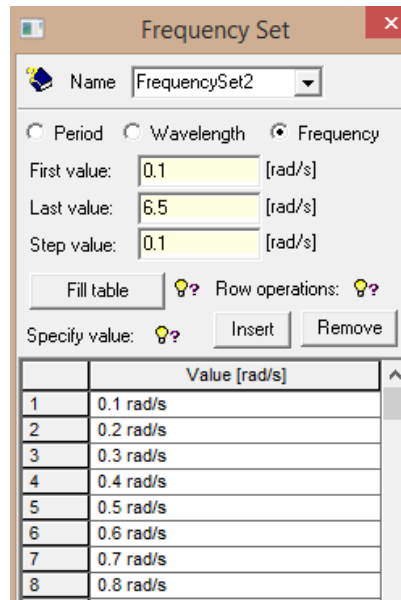 Frequency Set
Name FrequencySet2
Period Wavelength Frequency
First value: 0.1 [rad/s]
Last value: 6.5 [rad/s]
Step value: 0.1 [rad/s]
Fill table ? Row operations: ?
Specify value: ? Insert Remove
Value [rad/s]
1 0.1 rad/s
2 0.2 rad/s
3 0.3 rad/s
4 0.4 rad/s
5 0.5 rad/s
6 0.6 rad/s
7 0.7 rad/s
8 0.8 rad/s